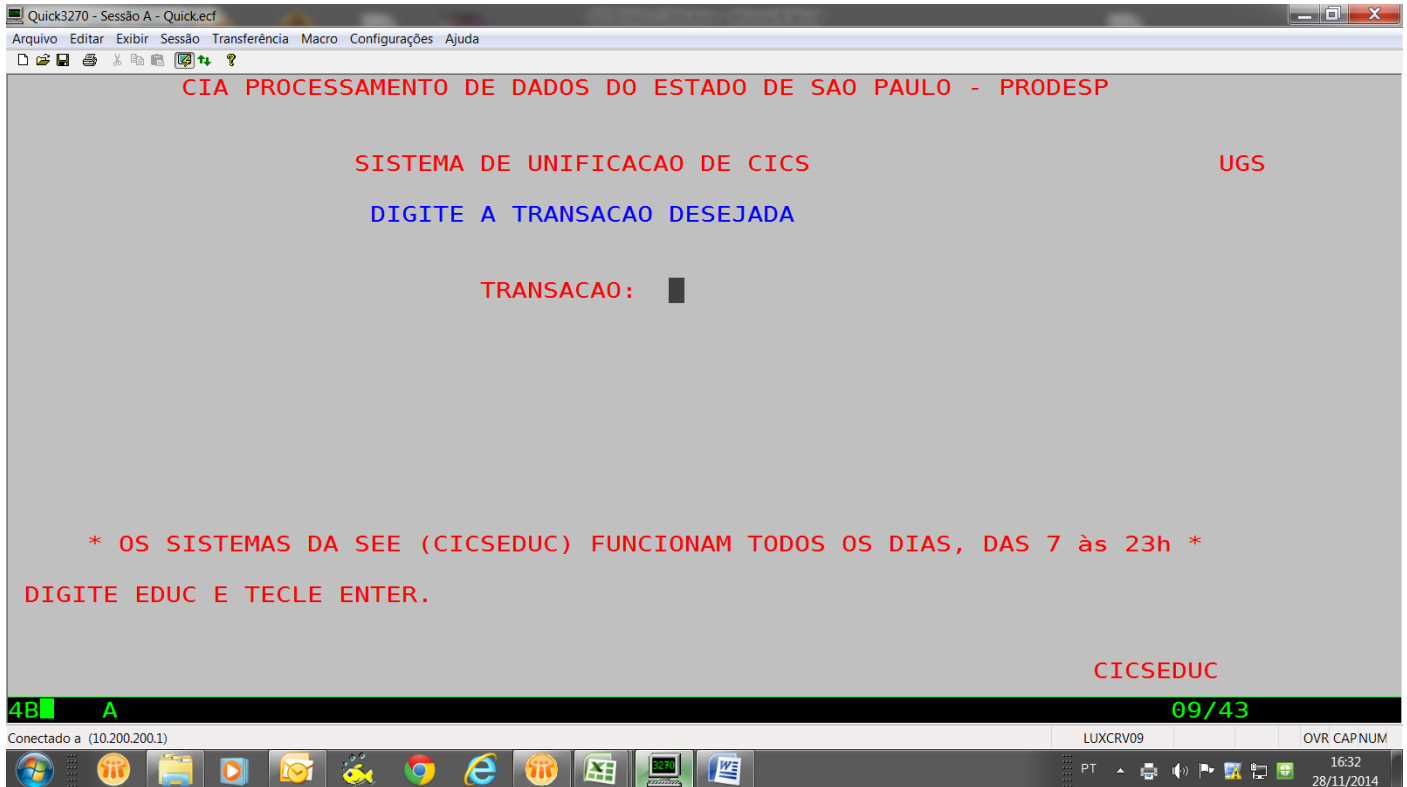 Quick3270 - Sessão A - Quick.ecf
Arquivo Editar Exibir Sessão Transferência Macro Configurações Ajuda
CIA PROCESSAMENTO DE DADOS DO ESTADO DE SAO PAULO - PRODESP
SISTEMA DE UNIFICACAO DE CICS UGS
DIGITE A TRANSACAO DESEJADA
TRANSACAO:
* OS SISTEMAS DA SEE (CICSEDUC) FUNCIONAM TODOS OS DIAS, DAS 7 às 23h *
DIGITE EDUC E TECLE ENTER.
CICSEDUC
4B A 09/43
Conectado a (10.200.200.1) LUXCRV09 OVR CAP NUM
3270
PT 16:32
28/11/2014